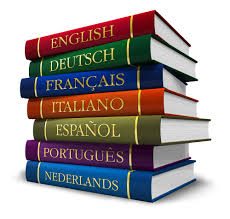 ENGLISH
DEUTSCH
FRANÇAIS
ITALIANO
ESPAÑOL
PORTUGUÊS
NEDERLANDS